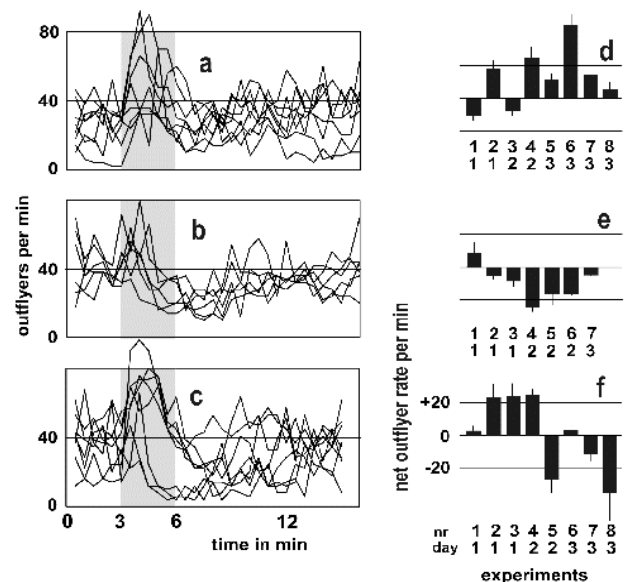 80
a
40
0
outflyers per min
b
40
c
40
0
0 3 6 12
time in min
d
1 2 3 4 5 6 7 8
1 1 2 2 3 3 3 3
e
1 2 3 4 5 6 7
1 1 1 2 2 2 3
net outflyer rate per min
f
+20
0
-20
nr 1 2 3 4 5 6 7 8
day 1 1 1 2 2 3 3 3
experiments